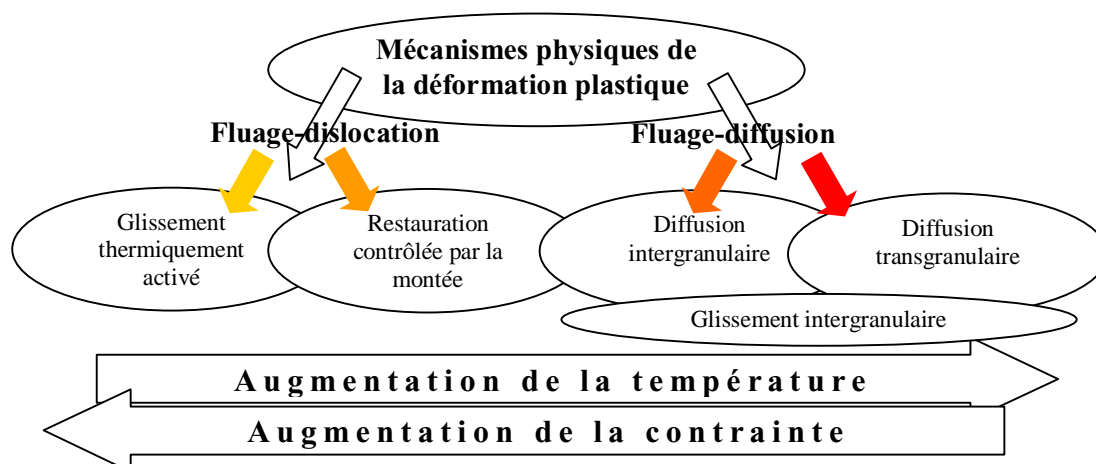 Mécanismes physiques de
la déformation plastique
Fluage-dislocation
Fluage-diffusion
Glissement
thermiquement
activé
Restauration
contrôlée par la
montée
Diffusion
intergranulaire
Diffusion
transgranulaire
Glissement intergranulaire
Augmentation de la température
Augmentation de la contrainte